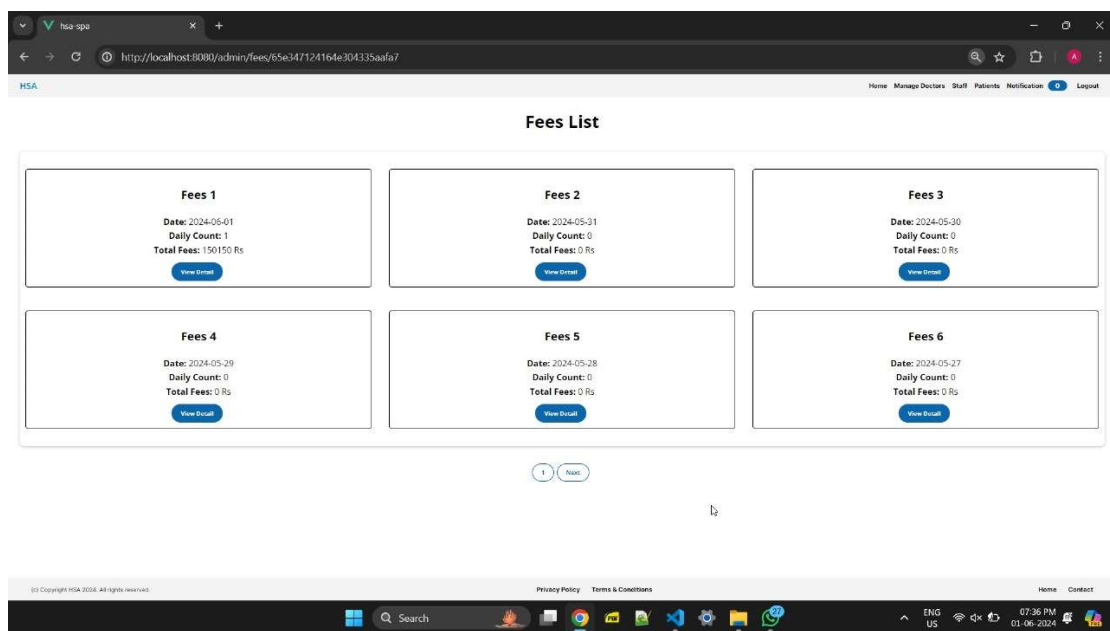 hsa-spa
http://localhost:8080/admin/fees/65e347124164e304335aafa7
A
HSA
Home Manage Doctors Staff Patients Notification 0 Logout
Fees List
Fees 1
Date: 2024-06-01
Daily Count: 1
Total Fees: 150150 Rs
View Detail
Fees 2
Date: 2024-05-31
Daily Count: 0
Total Fees: 0 Rs
View Detail
Fees 3
Date: 2024-05-30
Daily Count: 0
Total Fees: 0 Rs
View Detail
Fees 4
Date: 2024-05-29
Daily Count: 0
Total Fees: 0 Rs
View Detail
Fees 5
Date: 2024-05-28
Daily Count: 0
Total Fees: 0 Rs
View Detail
Fees 6
Date: 2024-05-27
Daily Count: 0
Total Fees: 0 Rs
View Detail
1 Next
(c) Copyright HSA 2024. All rights reserved.
Privacy Policy Terms & Conditions
Home Contact
Search
27
ENG
US
07:36 PM
01-06-2024